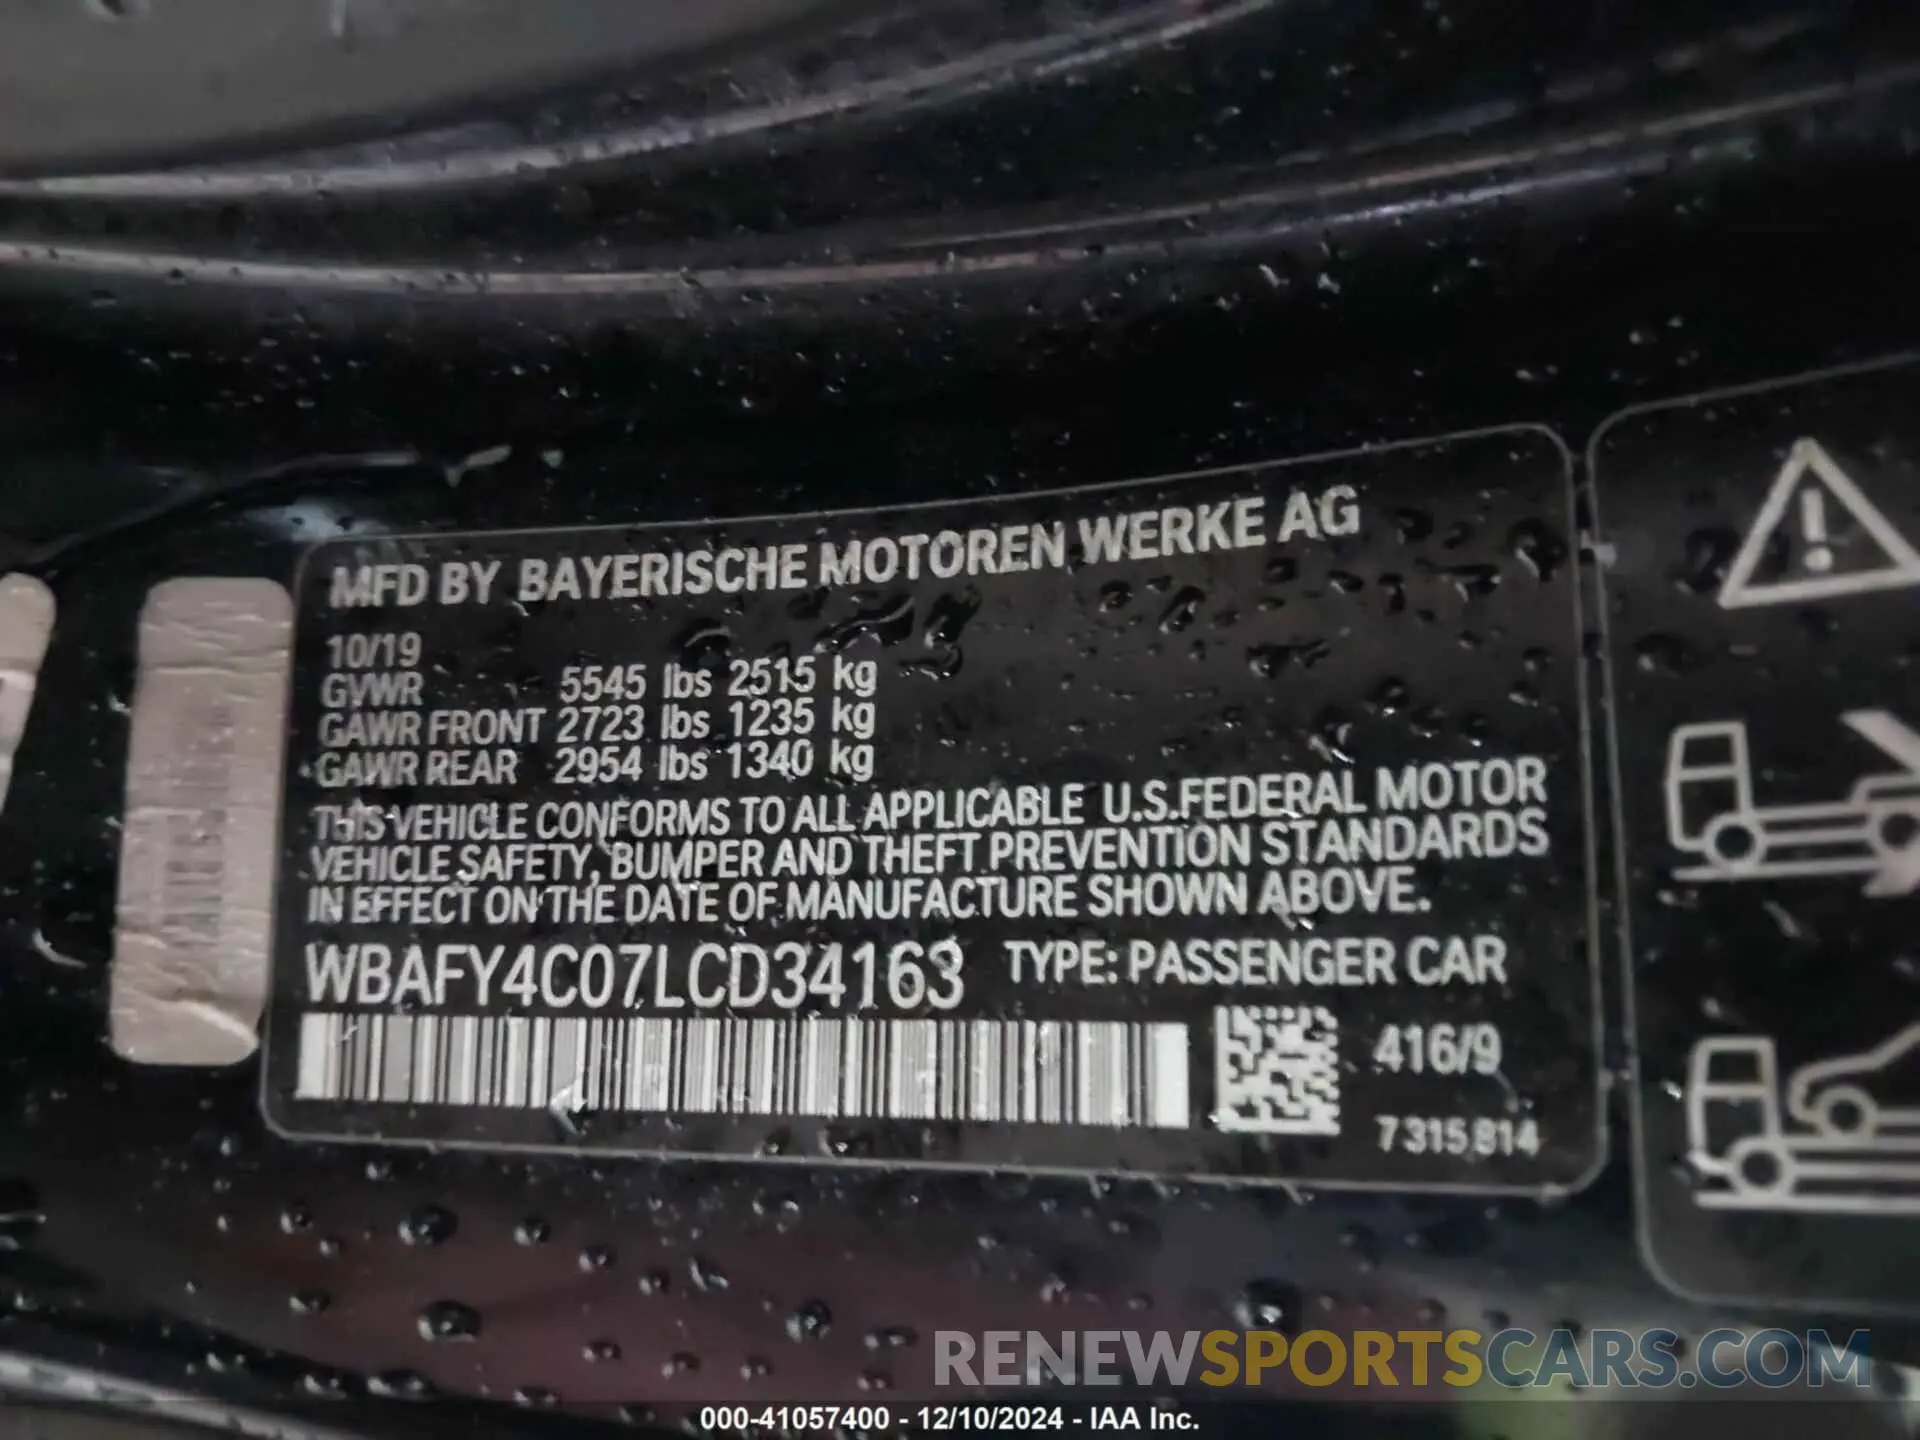 MFD BY BAYERISCHE MOTOREN WERKE AG
10/19
GVWR 5545 lbs 2515 kg
GAWR FRONT 2723 lbs 1235 kg
GAWR REAR 2954 lbs 1340 kg
THIS VEHICLE CONFORMS TO ALL APPLICABLE U.S.FEDERAL MOTOR
VEHICLE SAFETY, BUMPER AND THEFT PREVENTION STANDARDS
IN EFFECT ON THE DATE OF MANUFACTURE SHOWN ABOVE.
WBAFY4C07LCD34163 TYPE: PASSENGER CAR
416/9
7 315 814
RENEWSPORTSCARS.COM
000-41057400 - 12/10/2024 - IAA Inc.